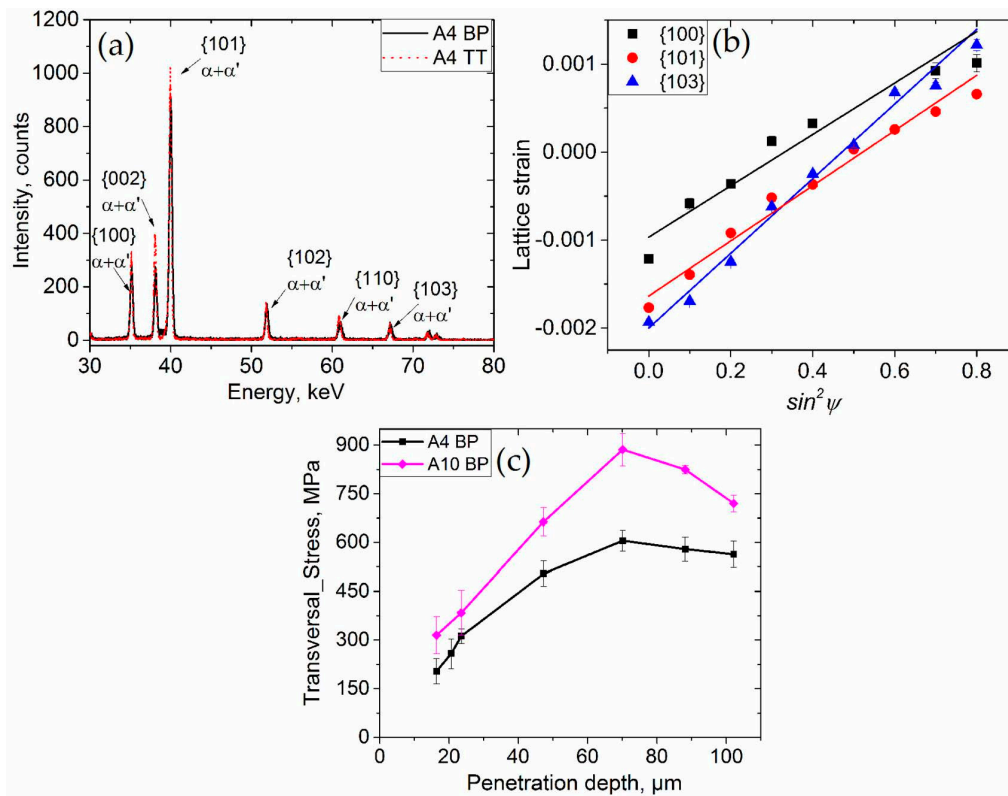 (a)
A4 BP
A4 TT
{101}
α+α'
{002}
α+α'
{100}
α+α'
{102}
α+α'
{110}
α+α'
{103}
α+α'
1200
1000
800
600
400
200
0
30 40 50 60 70 80
Energy, keV
Intensity, counts
(b)
{100}
{101}
{103}
0.001
0.000
-0.001
-0.002
0.0 0.2 0.4 0.6 0.8
sin²ψ
Lattice strain
(c)
A4 BP
A10 BP
900
750
600
450
300
150
0
0 20 40 60 80 100
Penetration depth, µm
Transversal_Stress, MPa